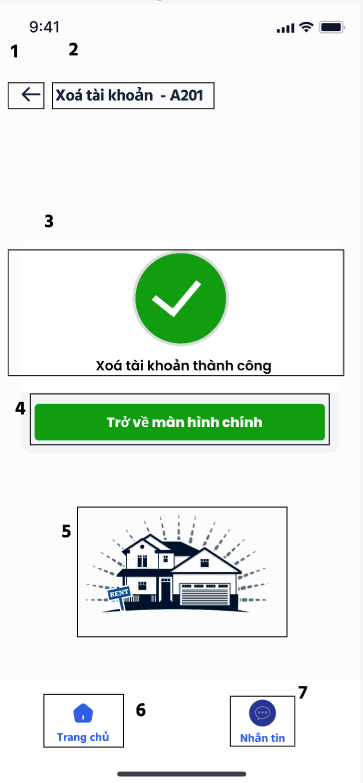 9:41
1
2
Xoá tài khoản - A201
3
Xoá tài khoản thành công
4
Trở về màn hình chính
5
RENT
6
7
Trang chủ
Nhắn tin